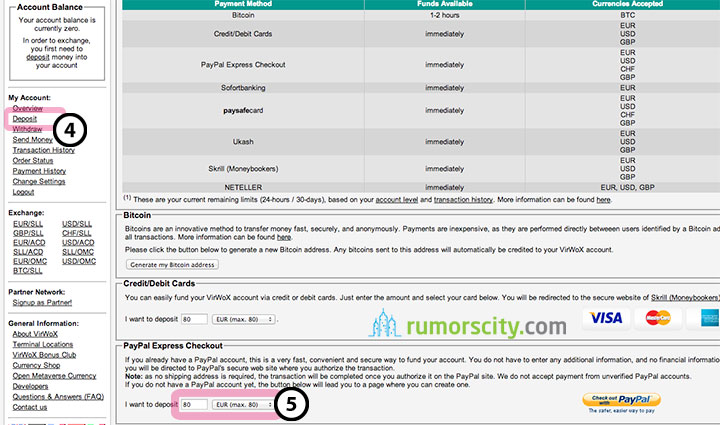 Account Balance
Your account balance is
currently zero.
In order to exchange,
you first need to
deposit money into
your account
My Account:
Overview
Deposit
Withdraw
Send Money
Transaction History
Order Status
Payment History
Change Settings
Logout
4
Exchange:
EUR/SLL USD/SLL
GBP/SLL CHF/SLL
EUR/ACD USD/ACD
SLL/ACD SLL/OMC
EUR/OMC USD/OMC
BTC/SLL
Partner Network:
Signup as Partner!
General Information:
About VirWoX
Terminal Locations
VirWoX Bonus Club
Currency Shop
Open Metaverse Currency
Developers
Questions & Answers (FAQ)
Contact us
Payment Method Funds Available Currencies Accepted
Bitcoin 1-2 hours BTC
Credit/Debit Cards immediately EUR
USD
GBP
PayPal Express Checkout immediately EUR
USD
CHF
GBP
Sofortbanking immediately EUR
paysafecard immediately EUR
USD
CHF
GBP
Ukash immediately EUR
USD
GBP
Skrill (Moneybookers) immediately EUR
USD
GBP
NETELLER immediately EUR, USD, GBP
(1) These are your current remaining limits (24-hours / 30-days), based on your account level and transaction history. More information can be found here.
Bitcoin
Bitcoins are an innovative method to transfer money fast, securely, and anonymously. Payments are inexpensive, as they are performed directly betweeen users identified by a Bitcoin ad
all transactions. More information can be found here.
Please click the button below to generate a new Bitcoin address. Any bitcoins sent to this address will automatically be credited to your VirWoX account.
Generate my Bitcoin address
Credit/Debit Cards
You can easily fund your VirWoX account via credit or debit cards. Just enter the amount and select your card below. You will be redirected to the secure website of Skrill (Moneybookers)
I want to deposit 80 EUR (max. 80) .
rumorscity.com
VISA
MasterCard
PayPal Express Checkout
If you already have a PayPal account, this is a very fast, convenient and secure way to fund your account. You do not have to enter any additional information, and no financial informatio
you will be directed to PayPal's secure web site where you authorize the transaction.
Note: as no shipping address is required, the transaction will be completed once you authorize it on the PayPal site. We do not accept payment from unverified PayPal accounts.
If you do not have a PayPal account yet, the button below will lead you to a page where you can create one.
I want to deposit 80 EUR (max. 80)
5
Check out
with PayPal
The safer, easier way to pay